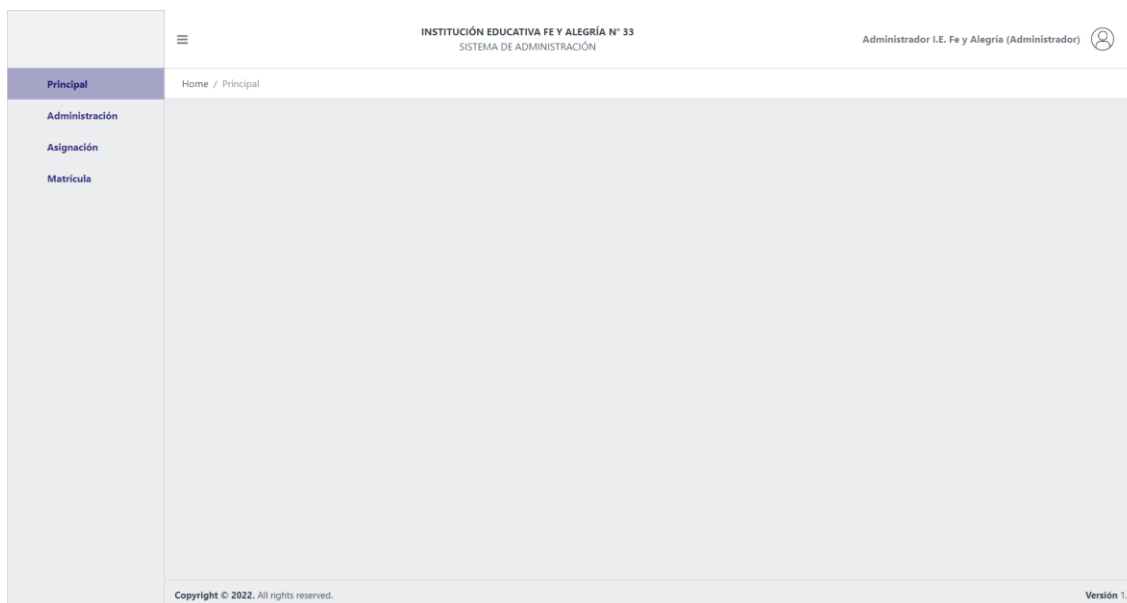 INSTITUCIÓN EDUCATIVA FE Y ALEGRÍA N° 33
SISTEMA DE ADMINISTRACIÓN
Administrador I.E. Fe y Alegría (Administrador)
Principal
Administración
Asignación
Matrícula
Home / Principal
Copyright © 2022. All rights reserved.
Versión 1.